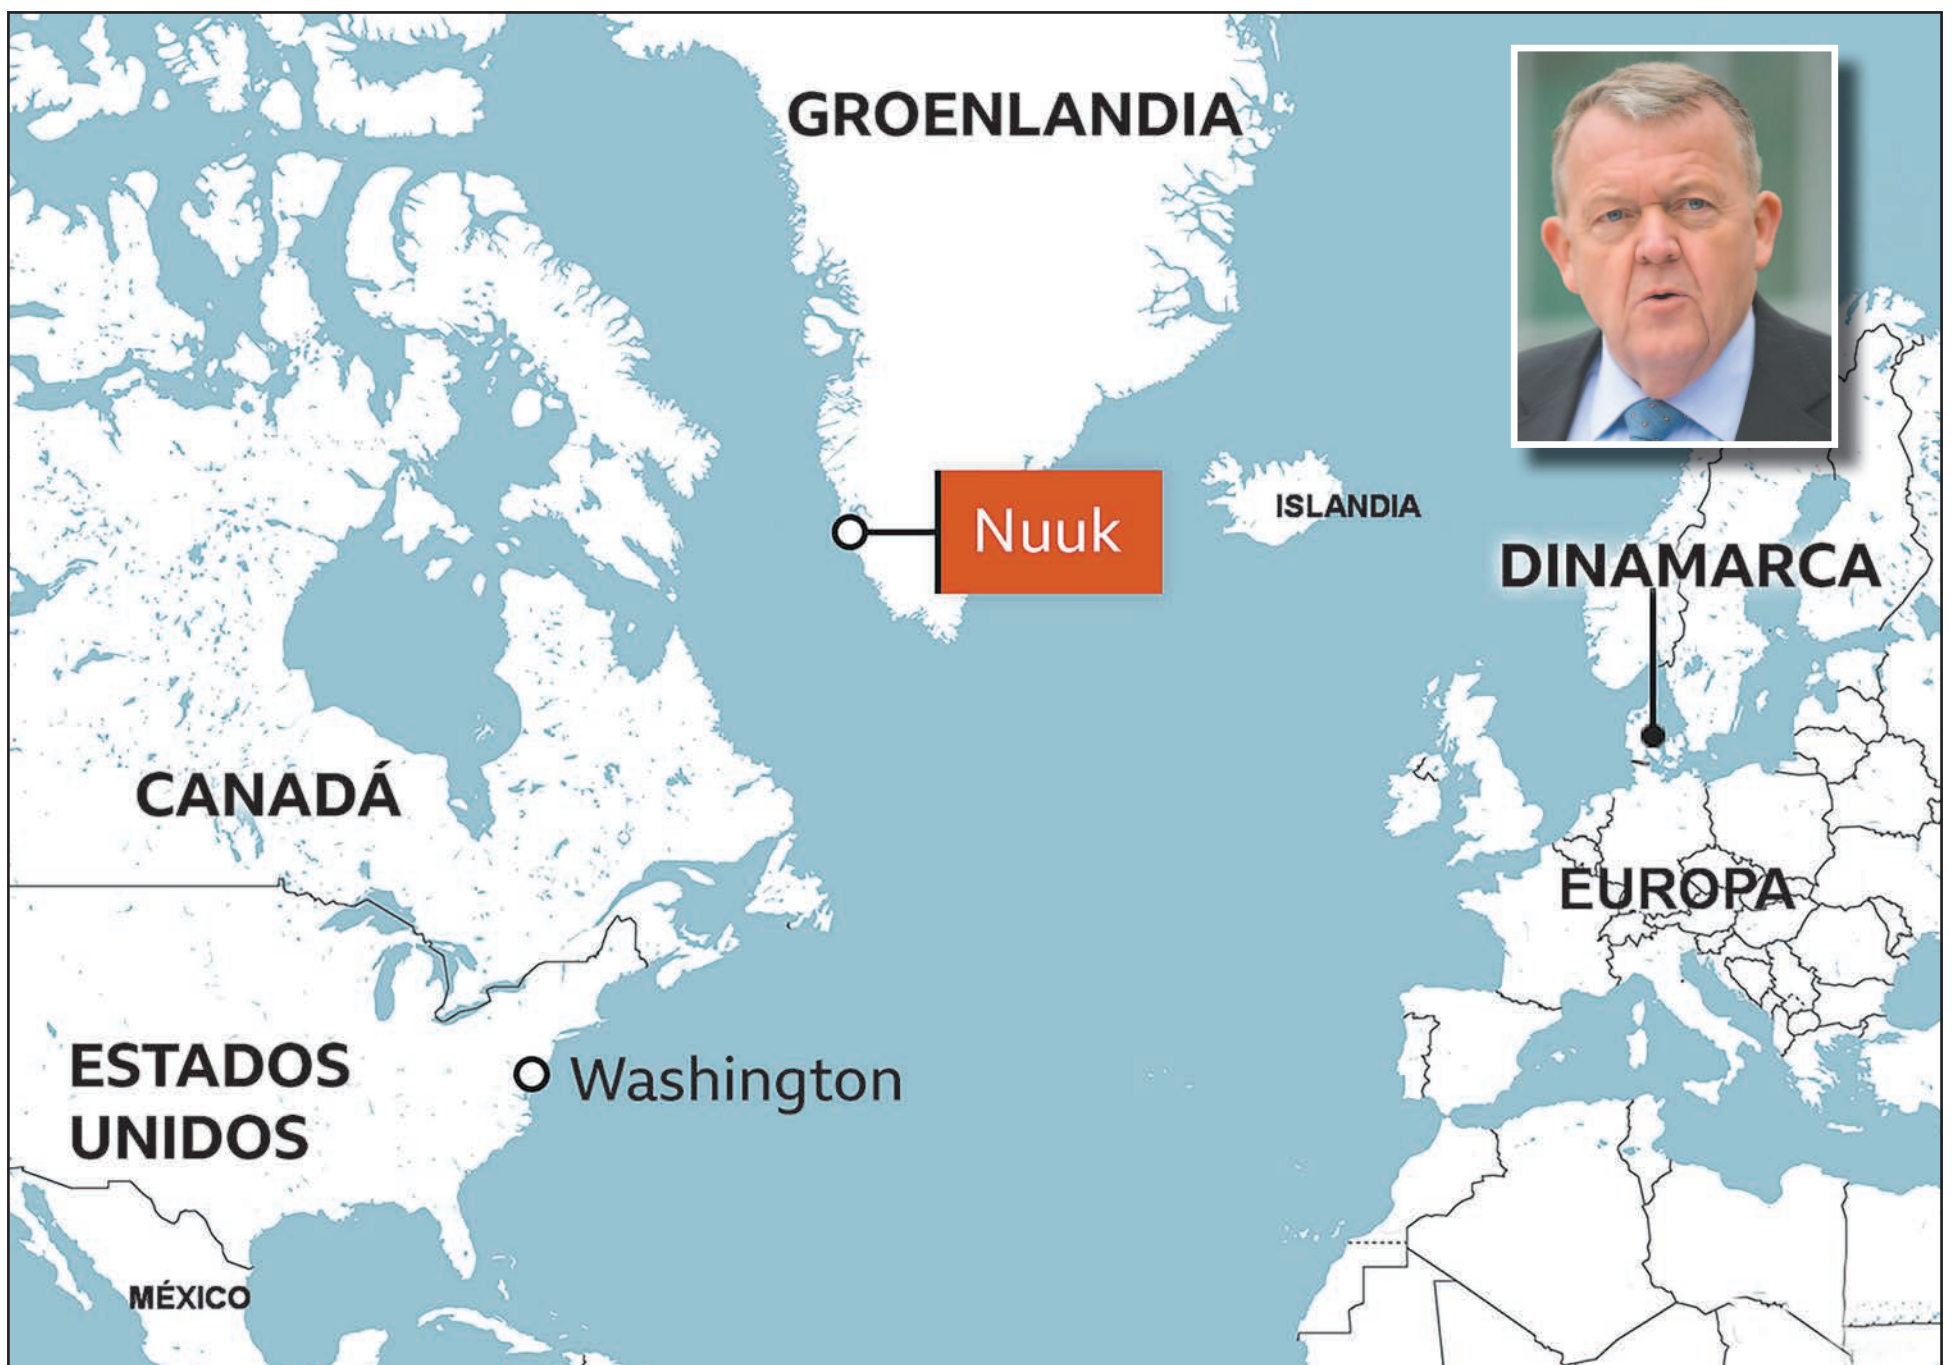 GROENLANDIA
Nuuk
ISLANDIA
DINAMARCA
CANADÁ
EUROPA
ESTADOS
UNIDOS
Washington
MÉXICO